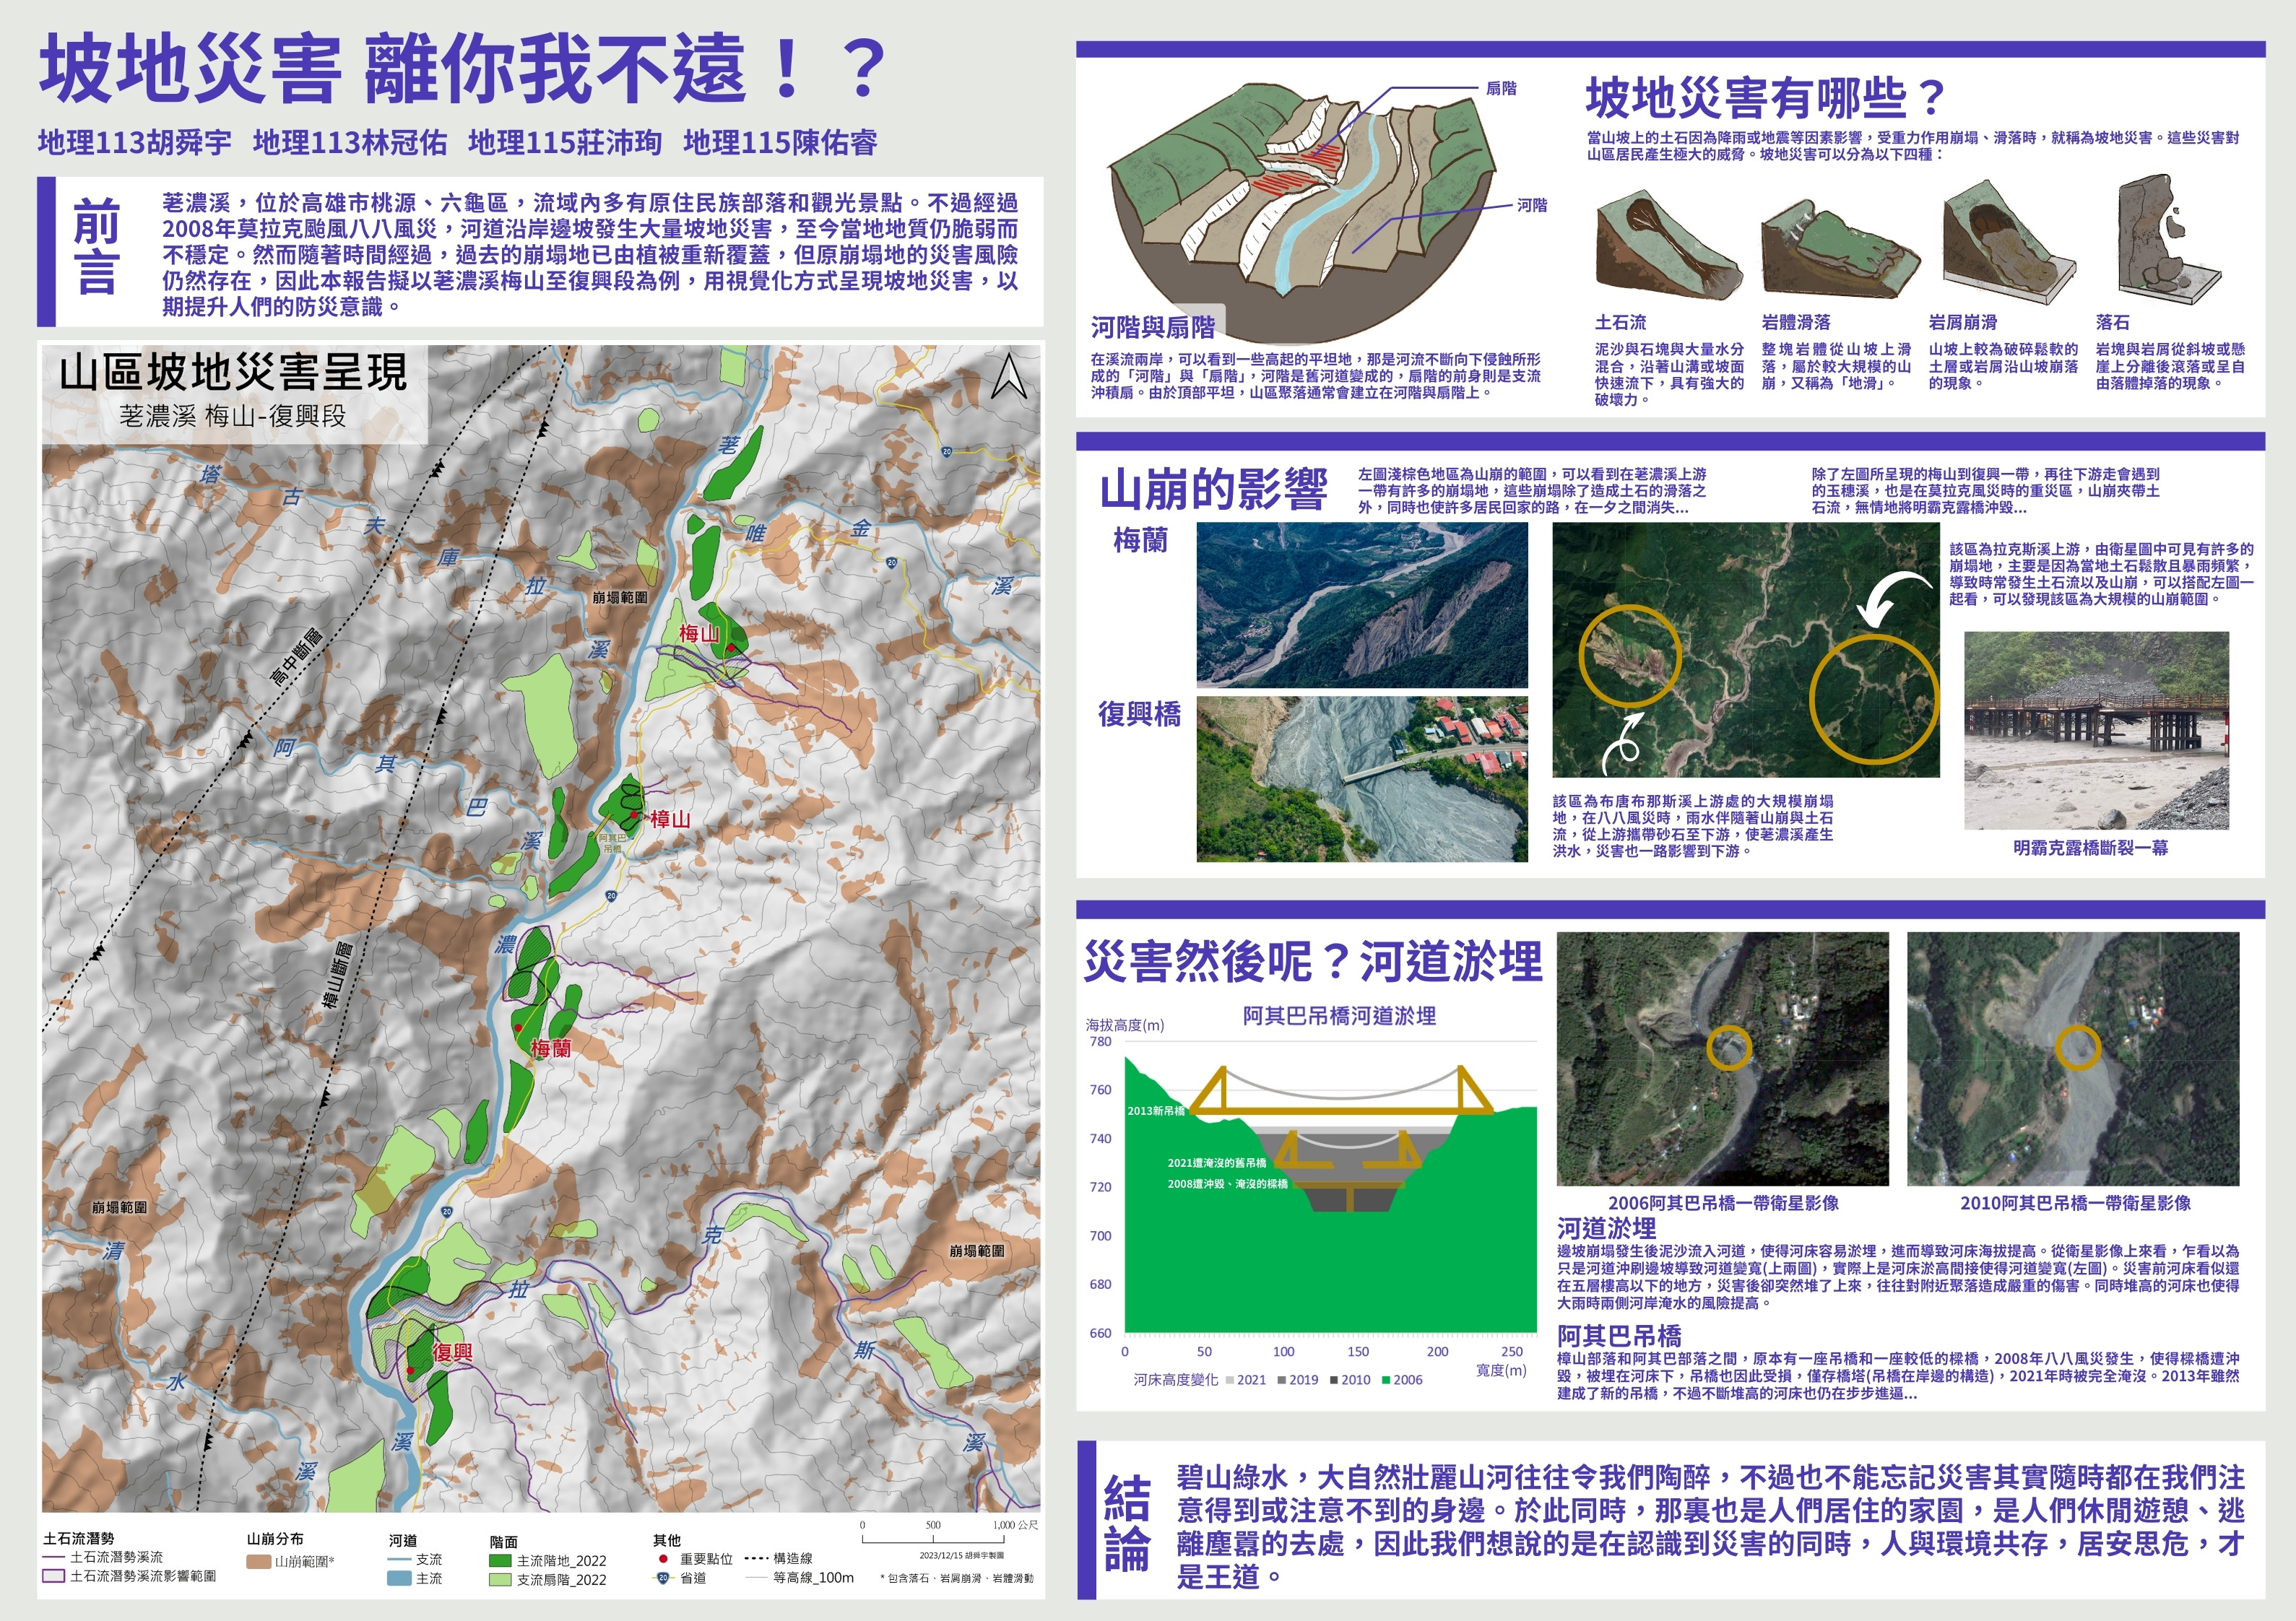 坡地災害 離你我不遠！？
地理113胡舜宇 地理113林冠佑 地理115莊沛珣 地理115陳佑睿
前言
荖濃溪，位於高雄市桃源、六龜區，流域內多有原住民族部落和觀光景點。不過經過
2008年莫拉克颱風八八風災，河道沿岸邊坡發生大量坡地災害，至今當地地質仍脆弱而
不穩定。然而隨著時間經過，過去的崩塌地已由植被重新覆蓋，但原崩塌地的災害風險
仍然存在，因此本報告擬以荖濃溪梅山至復興段為例，用視覺化方式呈現坡地災害，以
期提升人們的防災意識。
山區坡地災害呈現
荖濃溪 梅山-復興段
荖
塔
古
夫
庫
拉
溪
唯
金
溪
20
20
崩塌範圍
梅山
高中斷層
阿
其
巴
溪
樟山
阿其巴
吊橋
20
濃
樟山斷層
梅蘭
崩塌範圍
20
清
克
崩塌範圍
拉
復興
斯
水
溪
溪
溪
土石流潛勢
土石流潛勢溪流
土石流潛勢溪流影響範圍
山崩分布
山崩範圍*
河道
支流
主流
階面
主流階地_2022
支流扇階_2022
其他
重要點位
構造線
20
省道
等高線_100m
0 500 1,000 公尺
2023/12/15 胡舜宇製圖
* 包含落石、岩屑崩滑、岩體滑動
扇階
河階
河階與扇階
在溪流兩岸，可以看到一些高起的平坦地，那是河流不斷向下侵蝕所形
成的「河階」與「扇階」，河階是舊河道變成的，扇階的前身則是支流
沖積扇。由於頂部平坦，山區聚落通常會建立在河階與扇階上。
坡地災害有哪些？
當山坡上的土石因為降雨或地震等因素影響，受重力作用崩塌、滑落時，就稱為坡地災害。這些災害對
山區居民產生極大的威脅。坡地災害可以分為以下四種：
土石流
泥沙與石塊與大量水分
混合，沿著山溝或坡面
快速流下，具有強大的
破壞力。
岩體滑落
整塊岩體從山坡上滑
落，屬於較大規模的山
崩，又稱為「地滑」。
岩屑崩滑
山坡上較為破碎鬆軟的
土層或岩屑沿山坡崩落
的現象。
落石
岩塊與岩屑從斜坡或懸
崖上分離後滾落或呈自
由落體掉落的現象。
山崩的影響
左圖淺棕色地區為山崩的範圍，可以看到在荖濃溪上游
一帶有許多的崩塌地，這些崩塌除了造成土石的滑落之
外，同時也使許多居民回家的路，在一夕之間消失...
除了左圖所呈現的梅山到復興一帶，再往下游走會遇到
的玉穗溪，也是在莫拉克風災時的重災區，山崩夾帶土
石流，無情地將明霸克露橋沖毀...
梅蘭
復興橋
該區為拉克斯溪上游，由衛星圖中可見有許多的
崩塌地，主要是因為當地土石鬆散且暴雨頻繁，
導致時常發生土石流以及山崩，可以搭配左圖一
起看，可以發現該區為大規模的山崩範圍。
該區為布唐布那斯溪上游處的大規模崩塌
地，在八八風災時，雨水伴隨著山崩與土石
流，從上游攜帶砂石至下游，使荖濃溪產生
洪水，災害也一路影響到下游。
明霸克露橋斷裂一幕
災害然後呢？河道淤埋
阿其巴吊橋河道淤埋
海拔高度(m)
780
760
740
720
700
680
660
2013新吊橋
2021遭淹沒的舊吊橋
2008遭沖毀、淹沒的樑橋
0 50 100 150 200 250
寬度(m)
河床高度變化 2021 2019 2010 2006
2006阿其巴吊橋一帶衛星影像
2010阿其巴吊橋一帶衛星影像
河道淤埋
邊坡崩塌發生後泥沙流入河道，使得河床容易淤埋，進而導致河床海拔提高。從衛星影像上來看，乍看以為
只是河道沖刷邊坡導致河道變寬(上兩圖)，實際上是河床淤高間接使得河道變寬(左圖)。災害前河床看似還
在五層樓高以下的地方，災害後卻突然堆了上來，往往對附近聚落造成嚴重的傷害。同時堆高的河床也使得
大雨時兩側河岸淹水的風險提高。
阿其巴吊橋
樟山部落和阿其巴部落之間，原本有一座吊橋和一座較低的樑橋，2008年八八風災發生，使得樑橋遭沖
毀，被埋在河床下，吊橋也因此受損，僅存橋塔(吊橋在岸邊的構造)，2021年時被完全淹沒。2013年雖然
建成了新的吊橋，不過不斷堆高的河床也仍在步步進逼...
結論
碧山綠水，大自然壯麗山河往往令我們陶醉，不過也不能忘記災害其實隨時都在我們注
意得到或注意不到的身邊。於此同時，那裏也是人們居住的家園，是人們休閒遊憩、逃
離塵囂的去處，因此我們想說的是在認識到災害的同時，人與環境共存，居安思危，才
是王道。